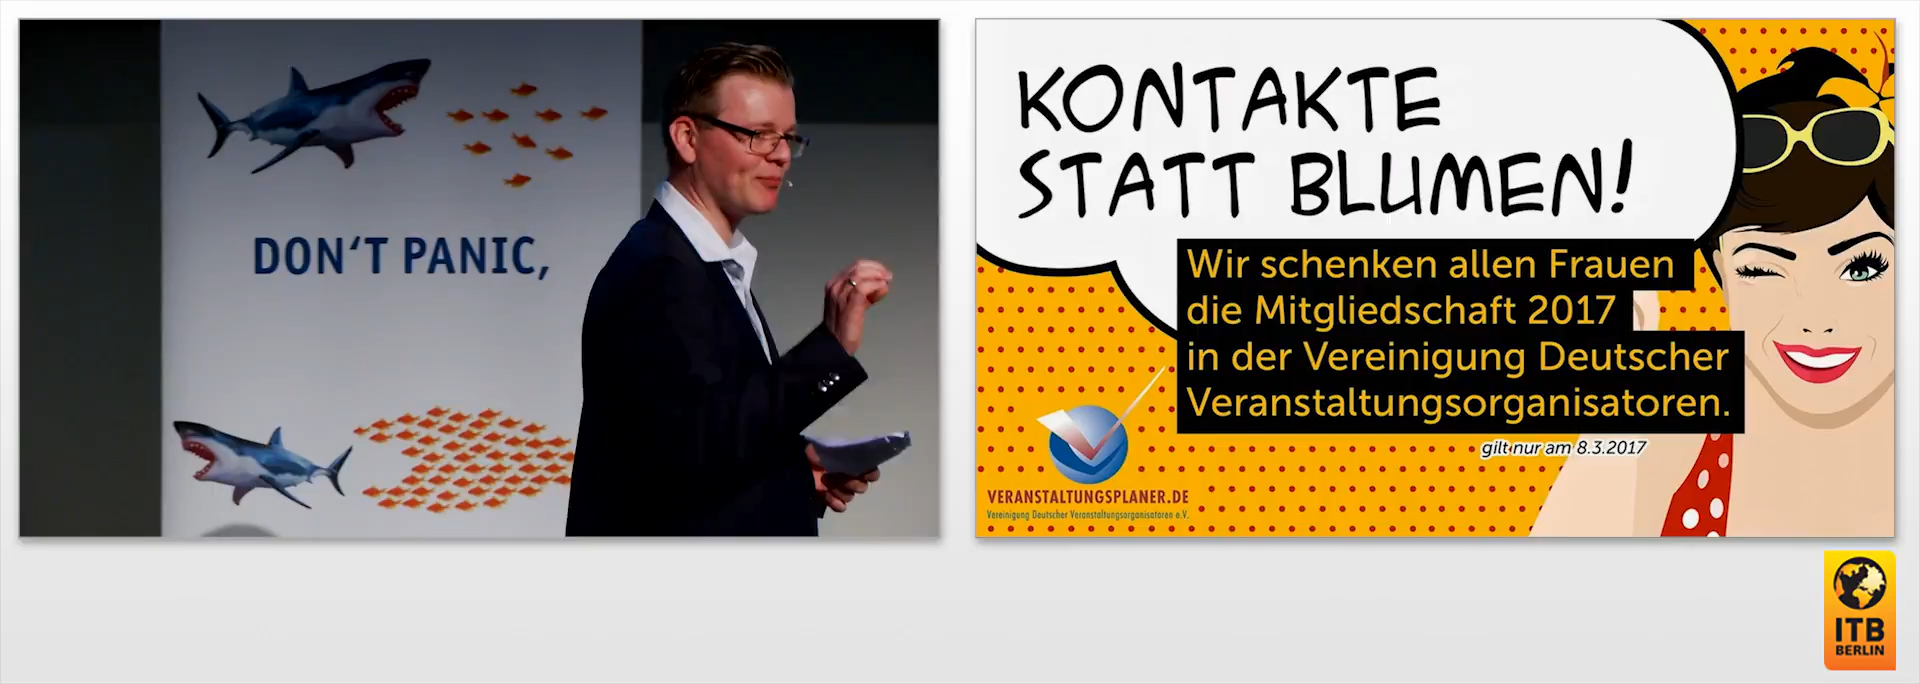 DON'T PANIC,
KONTAKTE
STATT BLUMEN!
Wir schenken allen Frauen
die Mitgliedschaft 2017
in der Vereinigung Deutscher
Veranstaltungsorganisatoren.
gilt nur am 8.3.2017
VERANSTALTUNGSPLANER.DE
Vereinigung Deutscher Veranstaltungsorganisatoren e.V.
ITB
BERLIN